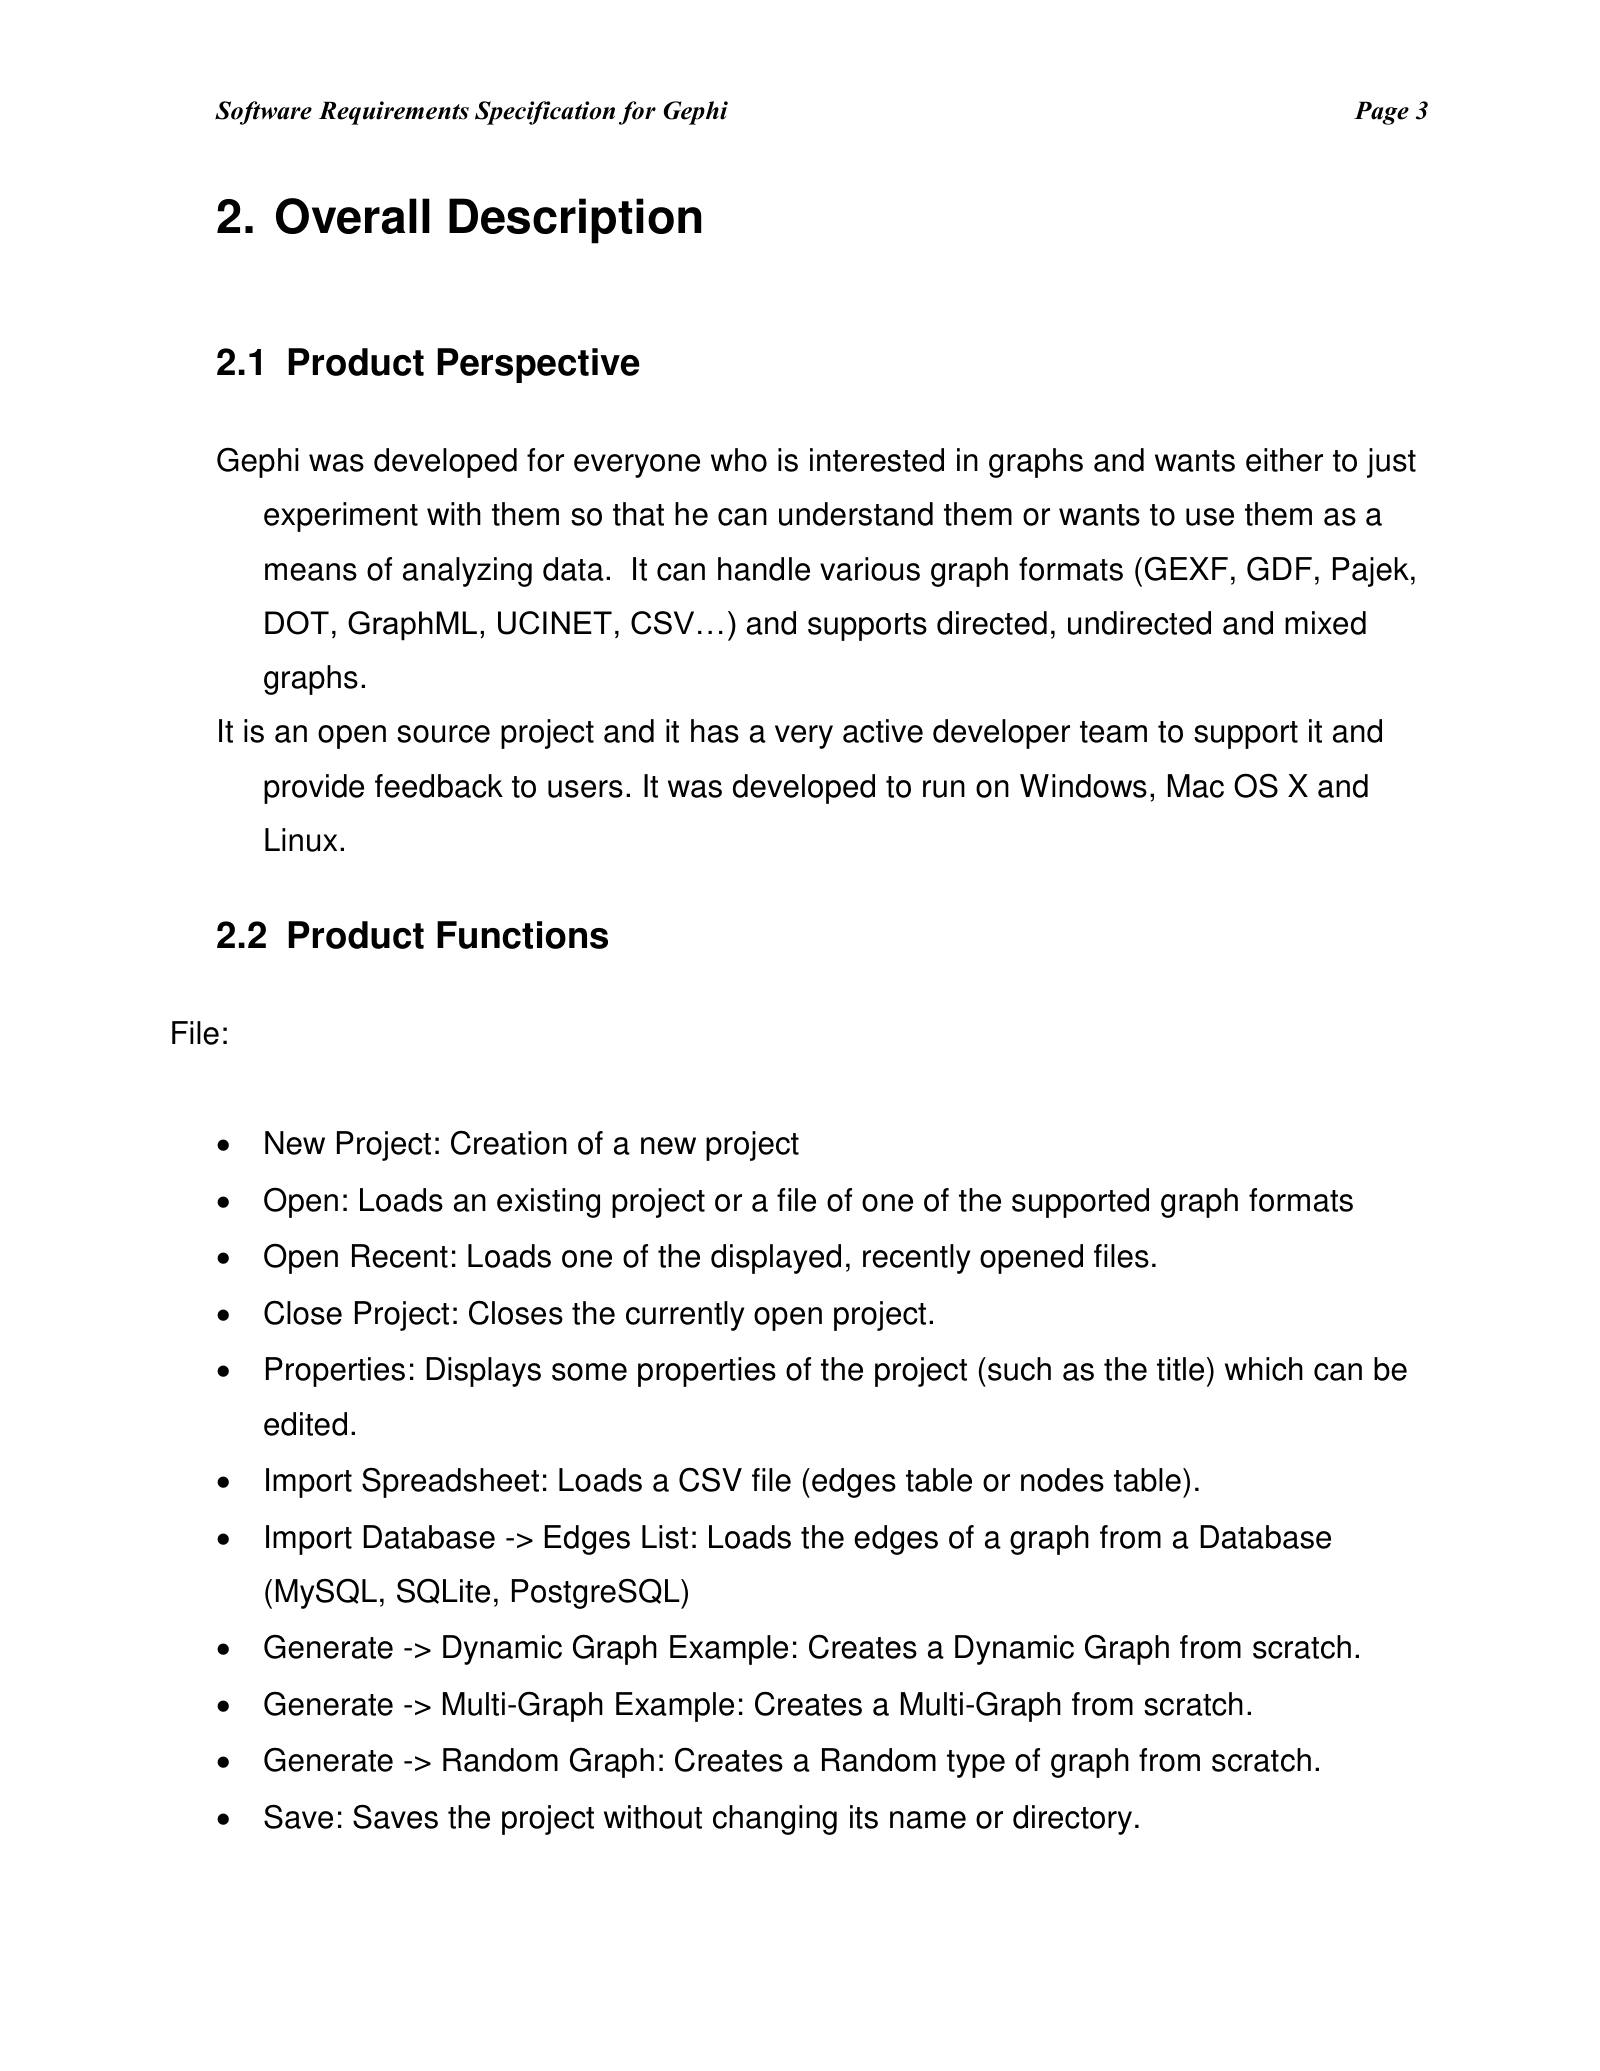 Software Requirements Specification for Gephi Page 3
2. Overall Description
2.1 Product Perspective
Gephi was developed for everyone who is interested in graphs and wants either to just
experiment with them so that he can understand them or wants to use them as a
means of analyzing data.  It can handle various graph formats (GEXF, GDF, Pajek,
DOT, GraphML, UCINET, CSV…) and supports directed, undirected and mixed
graphs.
It is an open source project and it has a very active developer team to support it and
provide feedback to users. It was developed to run on Windows, Mac OS X and
Linux.
2.2 Product Functions
File:
• New Project: Creation of a new project
• Open: Loads an existing project or a file of one of the supported graph formats
• Open Recent: Loads one of the displayed, recently opened files.
• Close Project: Closes the currently open project.
• Properties: Displays some properties of the project (such as the title) which can be
edited.
• Import Spreadsheet: Loads a CSV file (edges table or nodes table).
• Import Database -> Edges List: Loads the edges of a graph from a Database
(MySQL, SQLite, PostgreSQL)
• Generate -> Dynamic Graph Example: Creates a Dynamic Graph from scratch.
• Generate -> Multi-Graph Example: Creates a Multi-Graph from scratch.
• Generate -> Random Graph: Creates a Random type of graph from scratch.
• Save: Saves the project without changing its name or directory.